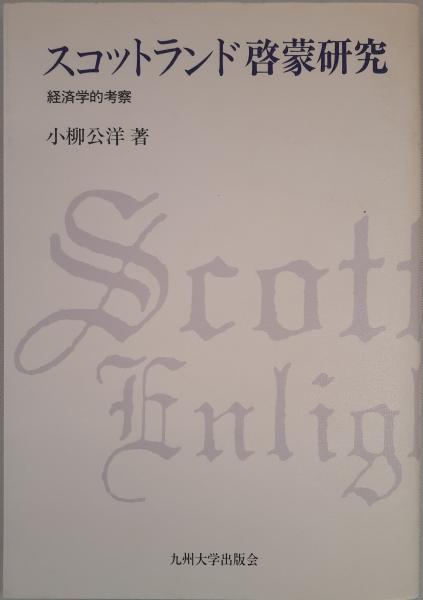 スコットランド啓蒙研究
経済学的考察
小柳公洋 著
Scott
Enligh
九州大学出版会